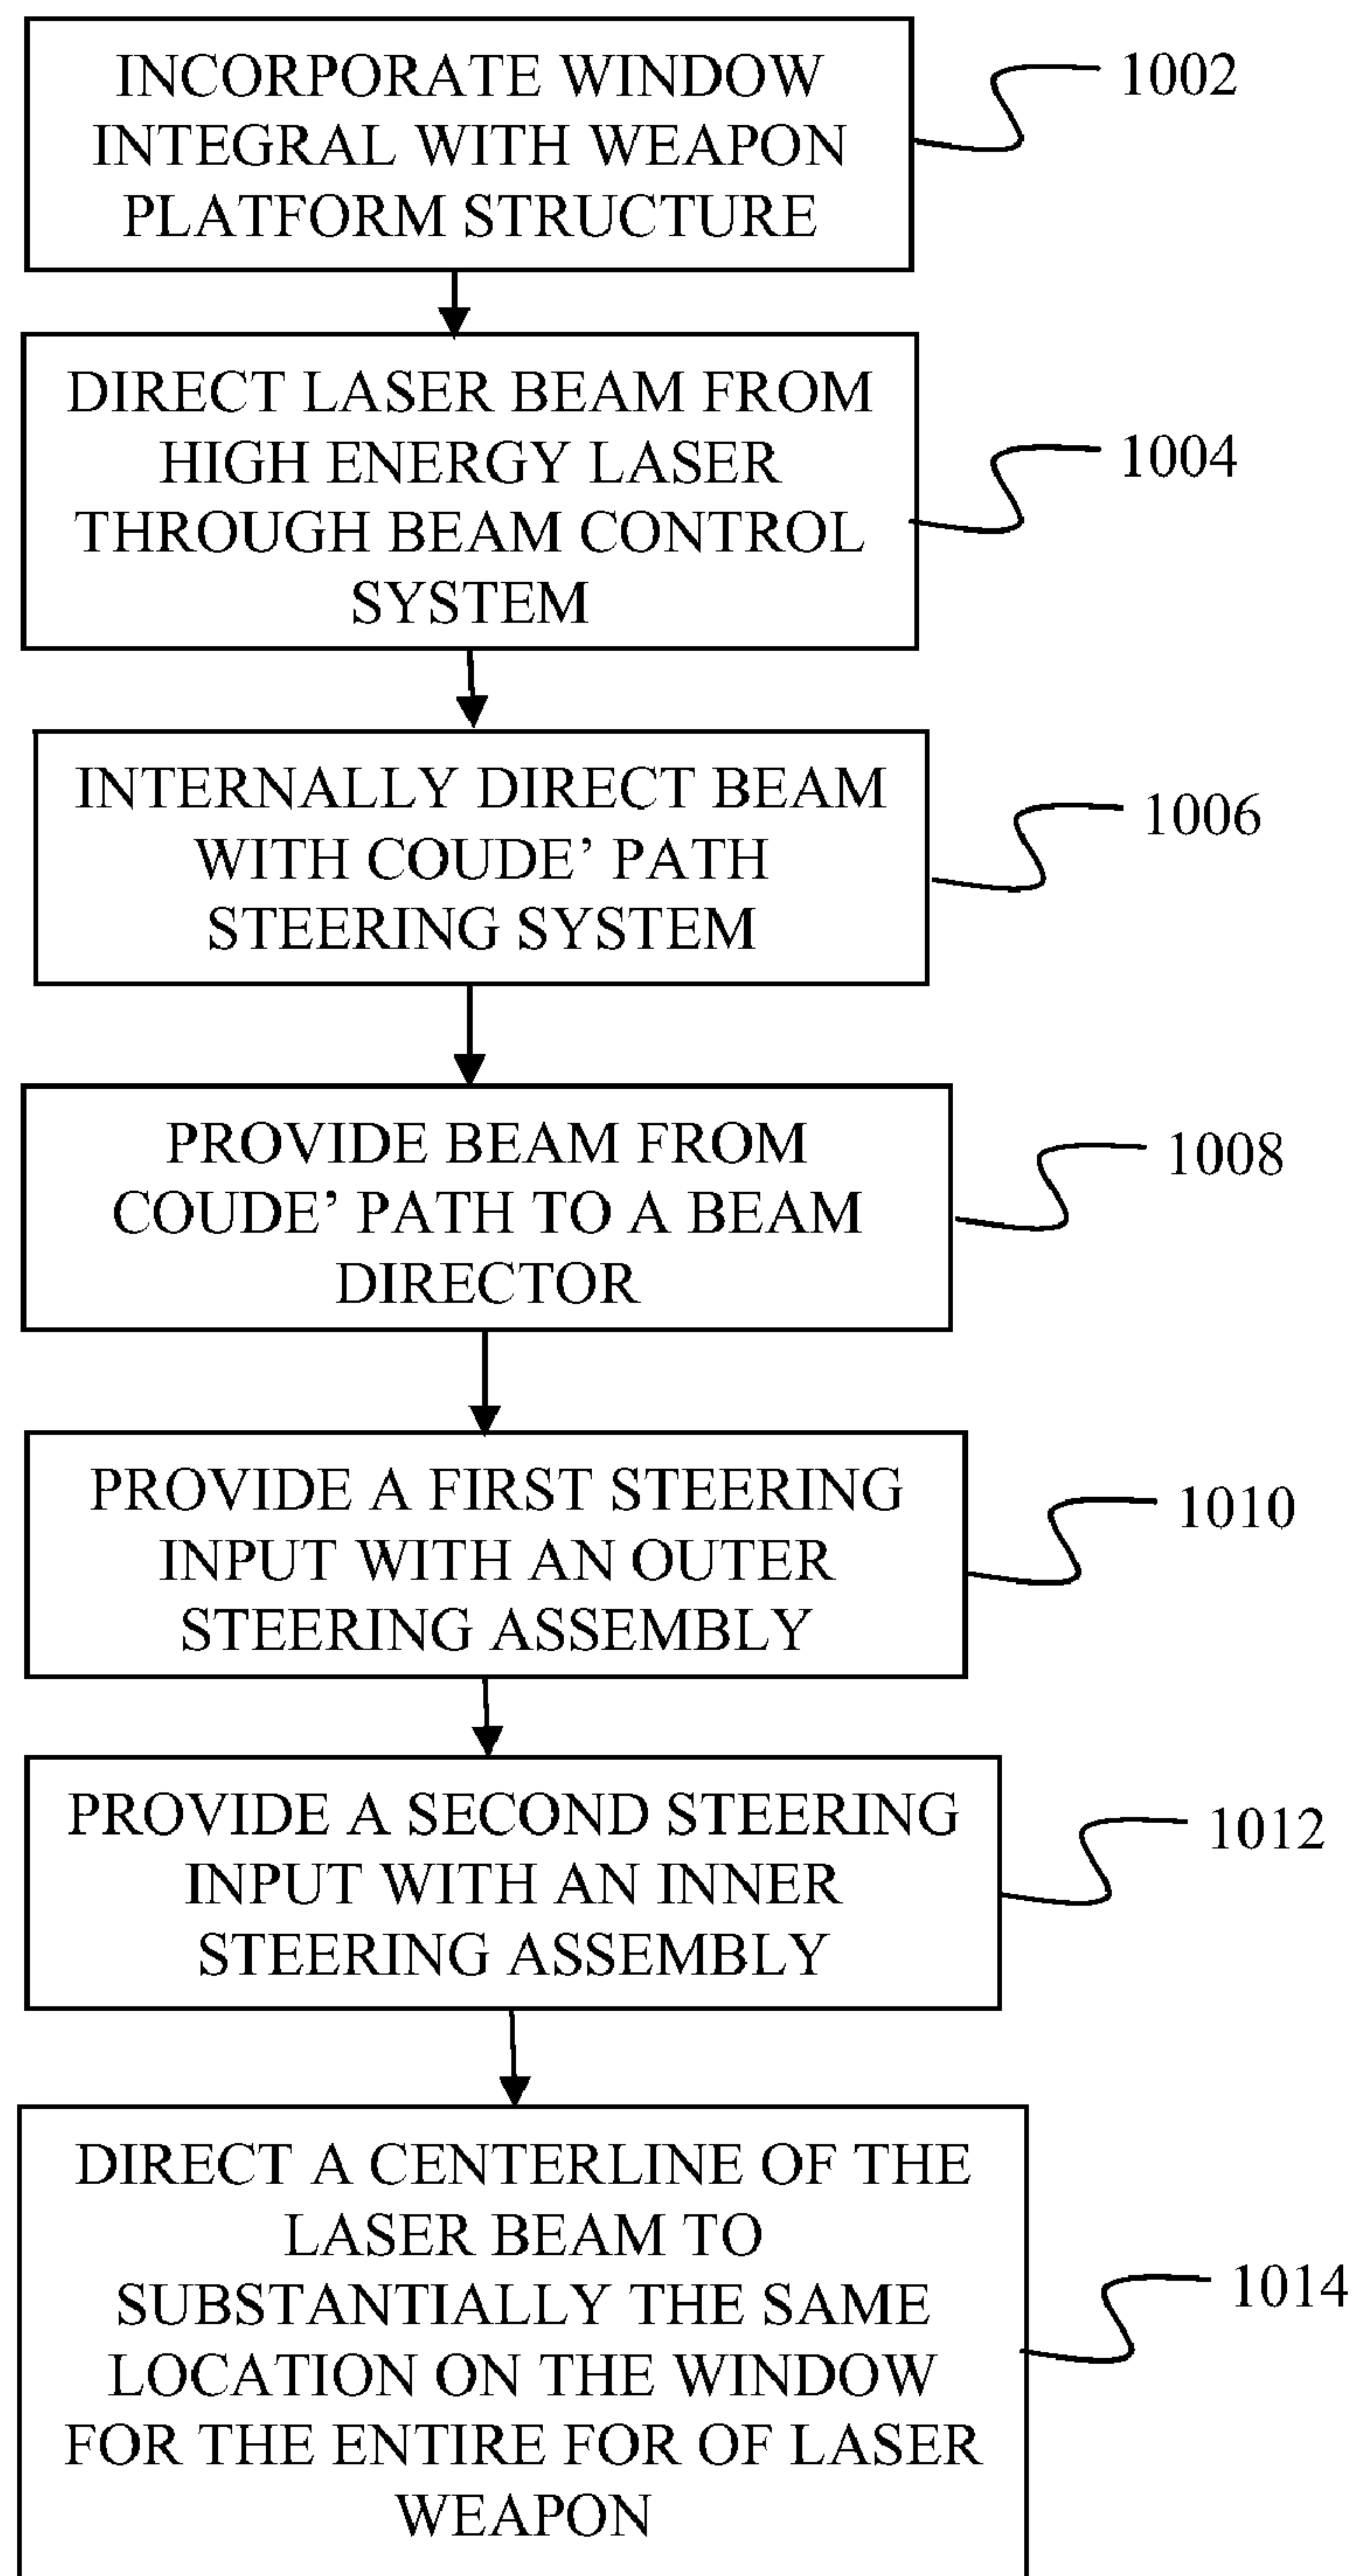 INCORPORATE WINDOW
INTEGRAL WITH WEAPON
PLATFORM STRUCTURE
1002
DIRECT LASER BEAM FROM
HIGH ENERGY LASER
THROUGH BEAM CONTROL
SYSTEM
1004
INTERNALLY DIRECT BEAM
WITH COUDE’ PATH
STEERING SYSTEM
1006
PROVIDE BEAM FROM
COUDE’ PATH TO A BEAM
DIRECTOR
1008
PROVIDE A FIRST STEERING
INPUT WITH AN OUTER
STEERING ASSEMBLY
1010
PROVIDE A SECOND STEERING
INPUT WITH AN INNER
STEERING ASSEMBLY
1012
DIRECT A CENTERLINE OF THE
LASER BEAM TO
SUBSTANTIALLY THE SAME
LOCATION ON THE WINDOW
FOR THE ENTIRE FOR OF LASER
WEAPON
1014